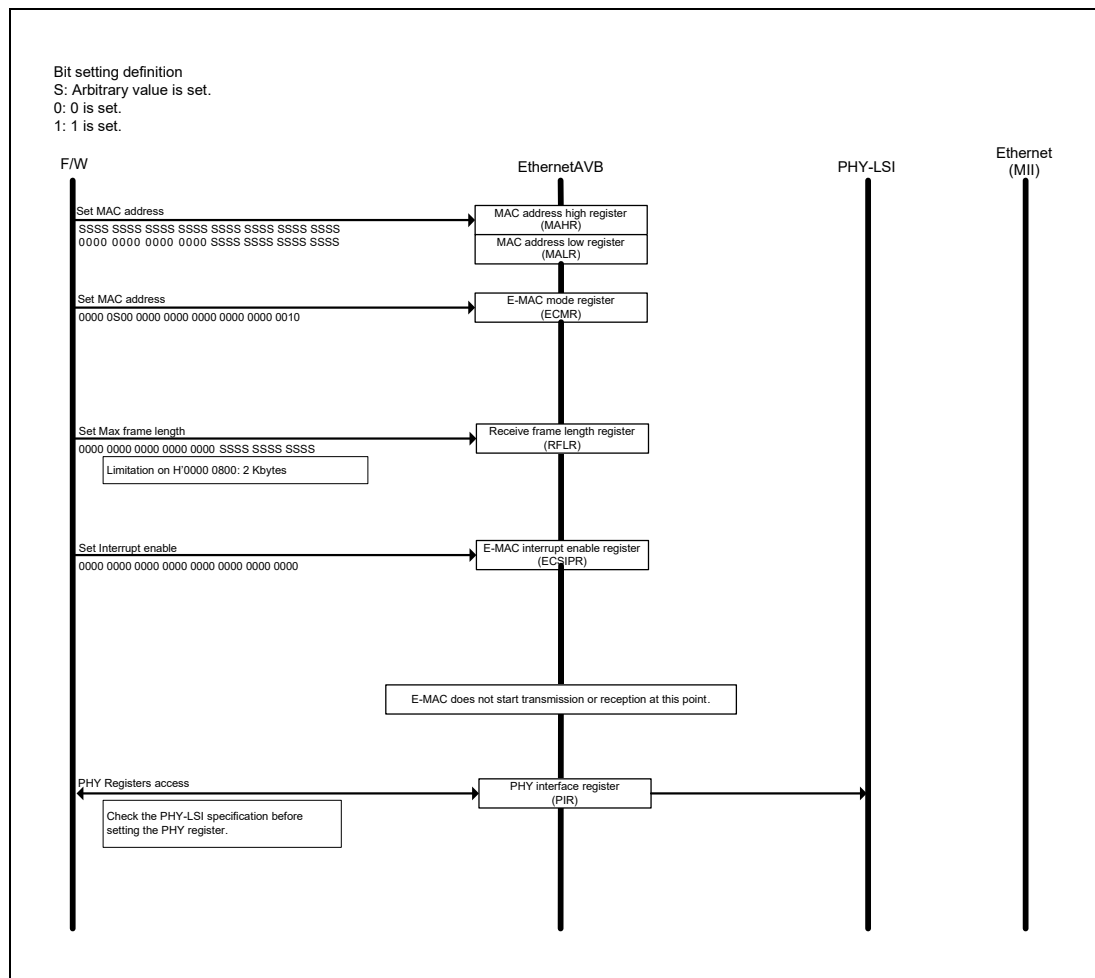 Bit setting definition
S: Arbitrary value is set.
0: 0 is set.
1: 1 is set.
F/W
EthernetAVB
PHY-LSI
Ethernet
(MII)
Set MAC address
SSSS SSSS SSSS SSSS SSSS SSSS SSSS SSSS
0000 0000 0000 0000 SSSS SSSS SSSS SSSS
MAC address high register
(MAHR)
MAC address low register
(MALR)
Set MAC address
0000 0S00 0000 0000 0000 0000 0000 0010
E-MAC mode register
(ECMR)
Set Max frame length
0000 0000 0000 0000 0000 SSSS SSSS SSSS
Receive frame length register
(RFLR)
Limitation on H'0000 0800: 2 Kbytes
Set Interrupt enable
0000 0000 0000 0000 0000 0000 0000 0000
E-MAC interrupt enable register
(ECSIPR)
E-MAC does not start transmission or reception at this point.
PHY Registers access
PHY interface register
(PIR)
Check the PHY-LSI specification before
setting the PHY register.